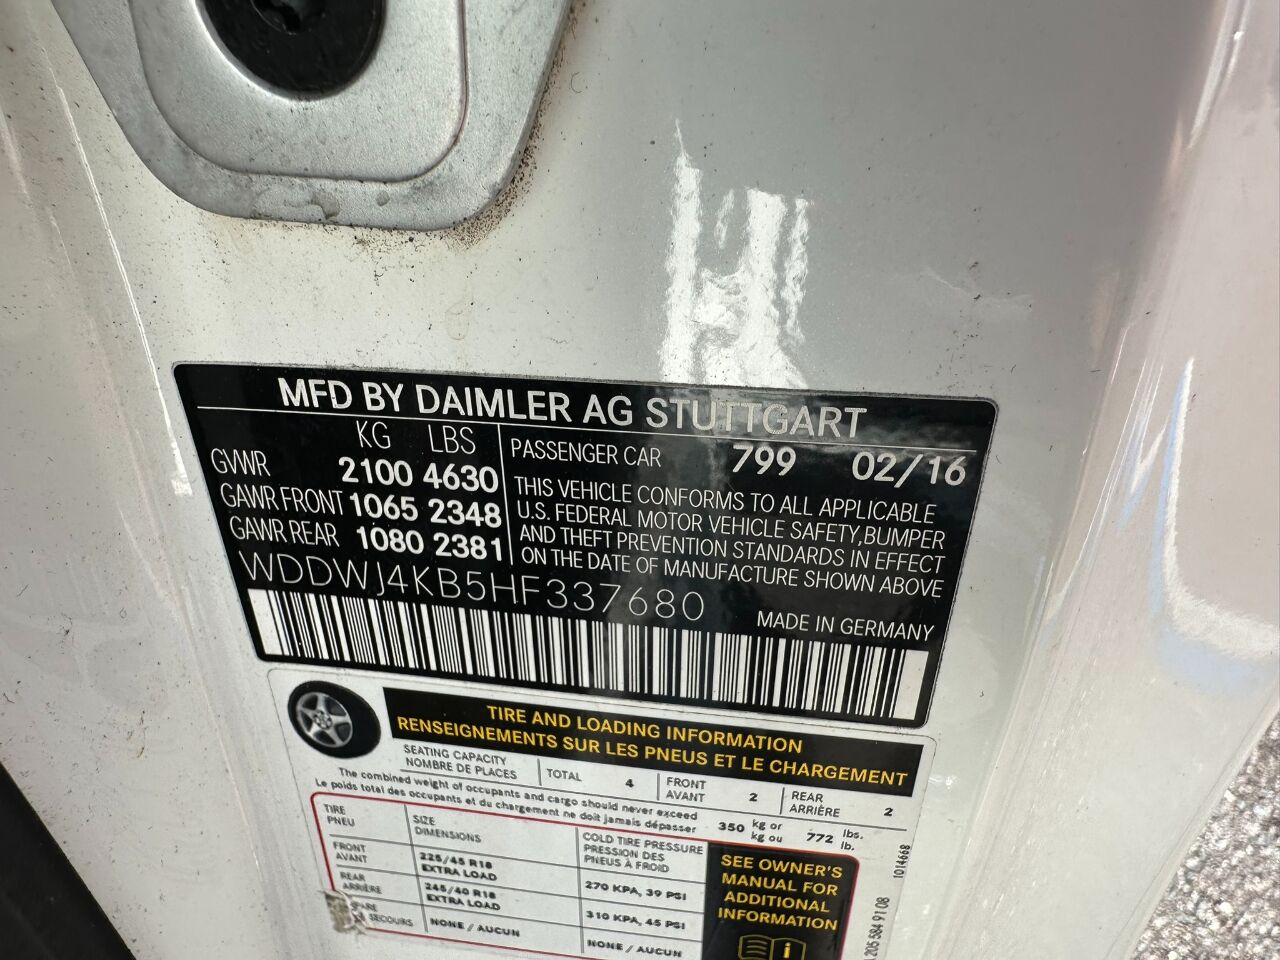 MFD BY DAIMLER AG STUTTGART
KG LBS
GVWR 2100 4630
GAWR FRONT 1065 2348
GAWR REAR 1080 2381
PASSENGER CAR 799 02/16
THIS VEHICLE CONFORMS TO ALL APPLICABLE
U.S. FEDERAL MOTOR VEHICLE SAFETY, BUMPER
AND THEFT PREVENTION STANDARDS IN EFFECT
ON THE DATE OF MANUFACTURE SHOWN ABOVE
WDDWJ4KB5HF337680
MADE IN GERMANY
TIRE AND LOADING INFORMATION
RENSEIGNEMENTS SUR LES PNEUS ET LE CHARGEMENT
SEATING CAPACITY
NOMBRE DE PLACES
TOTAL 4
FRONT
AVANT 2
REAR
ARRIÈRE 2
The combined weight of occupants and cargo should never exceed
Le poids total des occupants et du chargement ne doit jamais dépasser
350 kg or
kg ou
772 lbs.
lb.
TIRE
PNEU
SIZE
DIMENSIONS
COLD TIRE PRESSURE
PRESSION DES
PNEUS À FROID
FRONT
AVANT
225/45 R18
EXTRA LOAD
270 KPA, 39 PSI
REAR
ARRIÈRE
245/40 R18
EXTRA LOAD
310 KPA, 45 PSI
SECOURS
NONE / AUCUN
NONE / AUCUN
SEE OWNER'S
MANUAL FOR
ADDITIONAL
INFORMATION
i
1014668
205 584 91 08